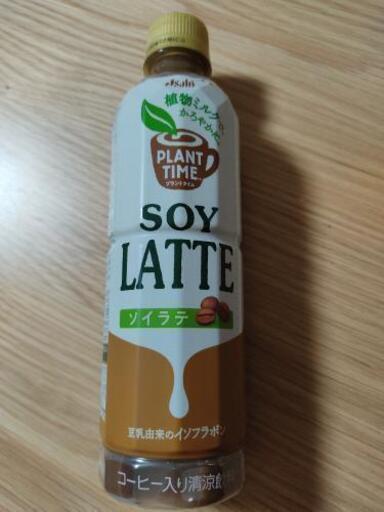 Asahi
植物ミルクで、
かろやかに
PLANT
TIME
プラントタイム
SOY
LATTE
ソイラテ
豆乳由来のイソフラボン
コーヒー入り清涼飲